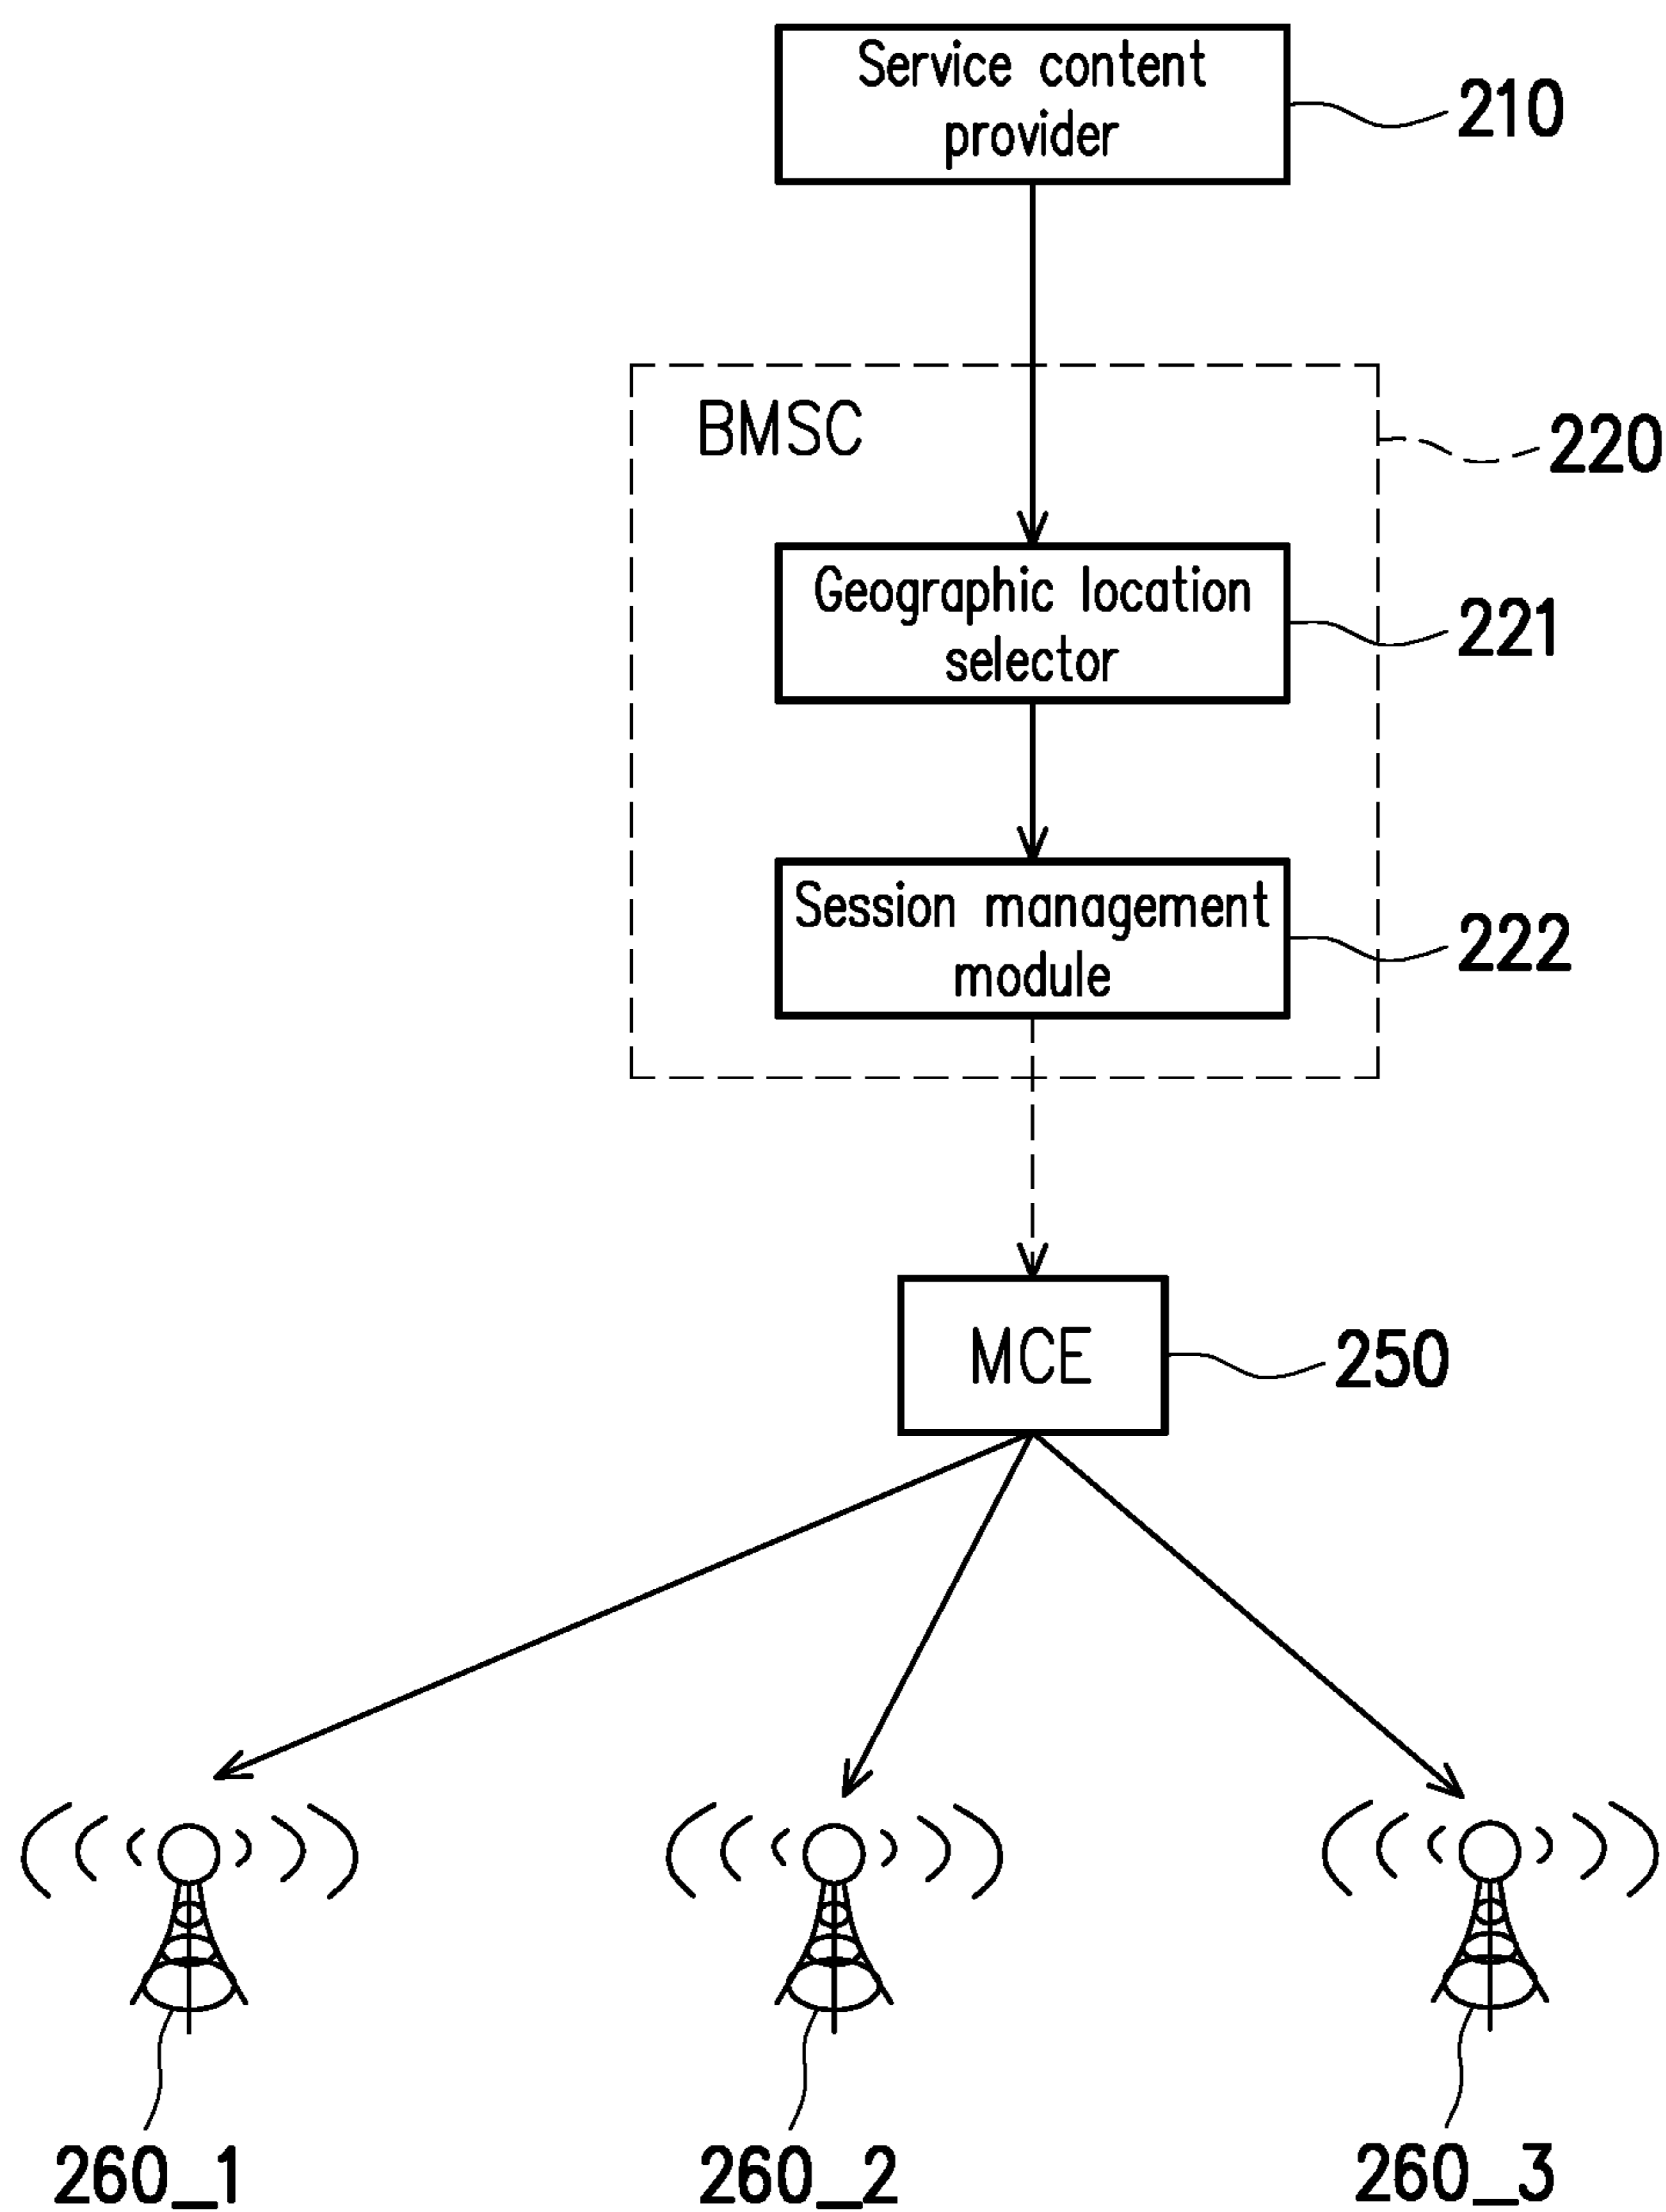 Service content
provider
210
BMSC
220
Geographic location
selector
221
Session management
module
222
MCE
250
260_1
260_2
260_3